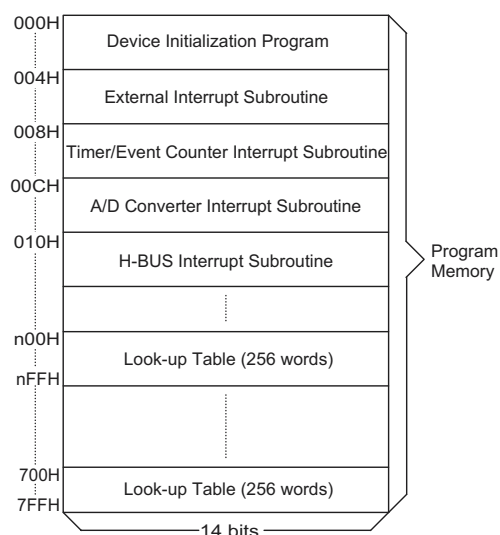 000H
Device Initialization Program
004H
External Interrupt Subroutine
008H
Timer/Event Counter Interrupt Subroutine
00CH
A/D Converter Interrupt Subroutine
010H
H-BUS Interrupt Subroutine
Program
Memory
n00H
Look-up Table (256 words)
nFFH
700H
Look-up Table (256 words)
7FFH
14 bits